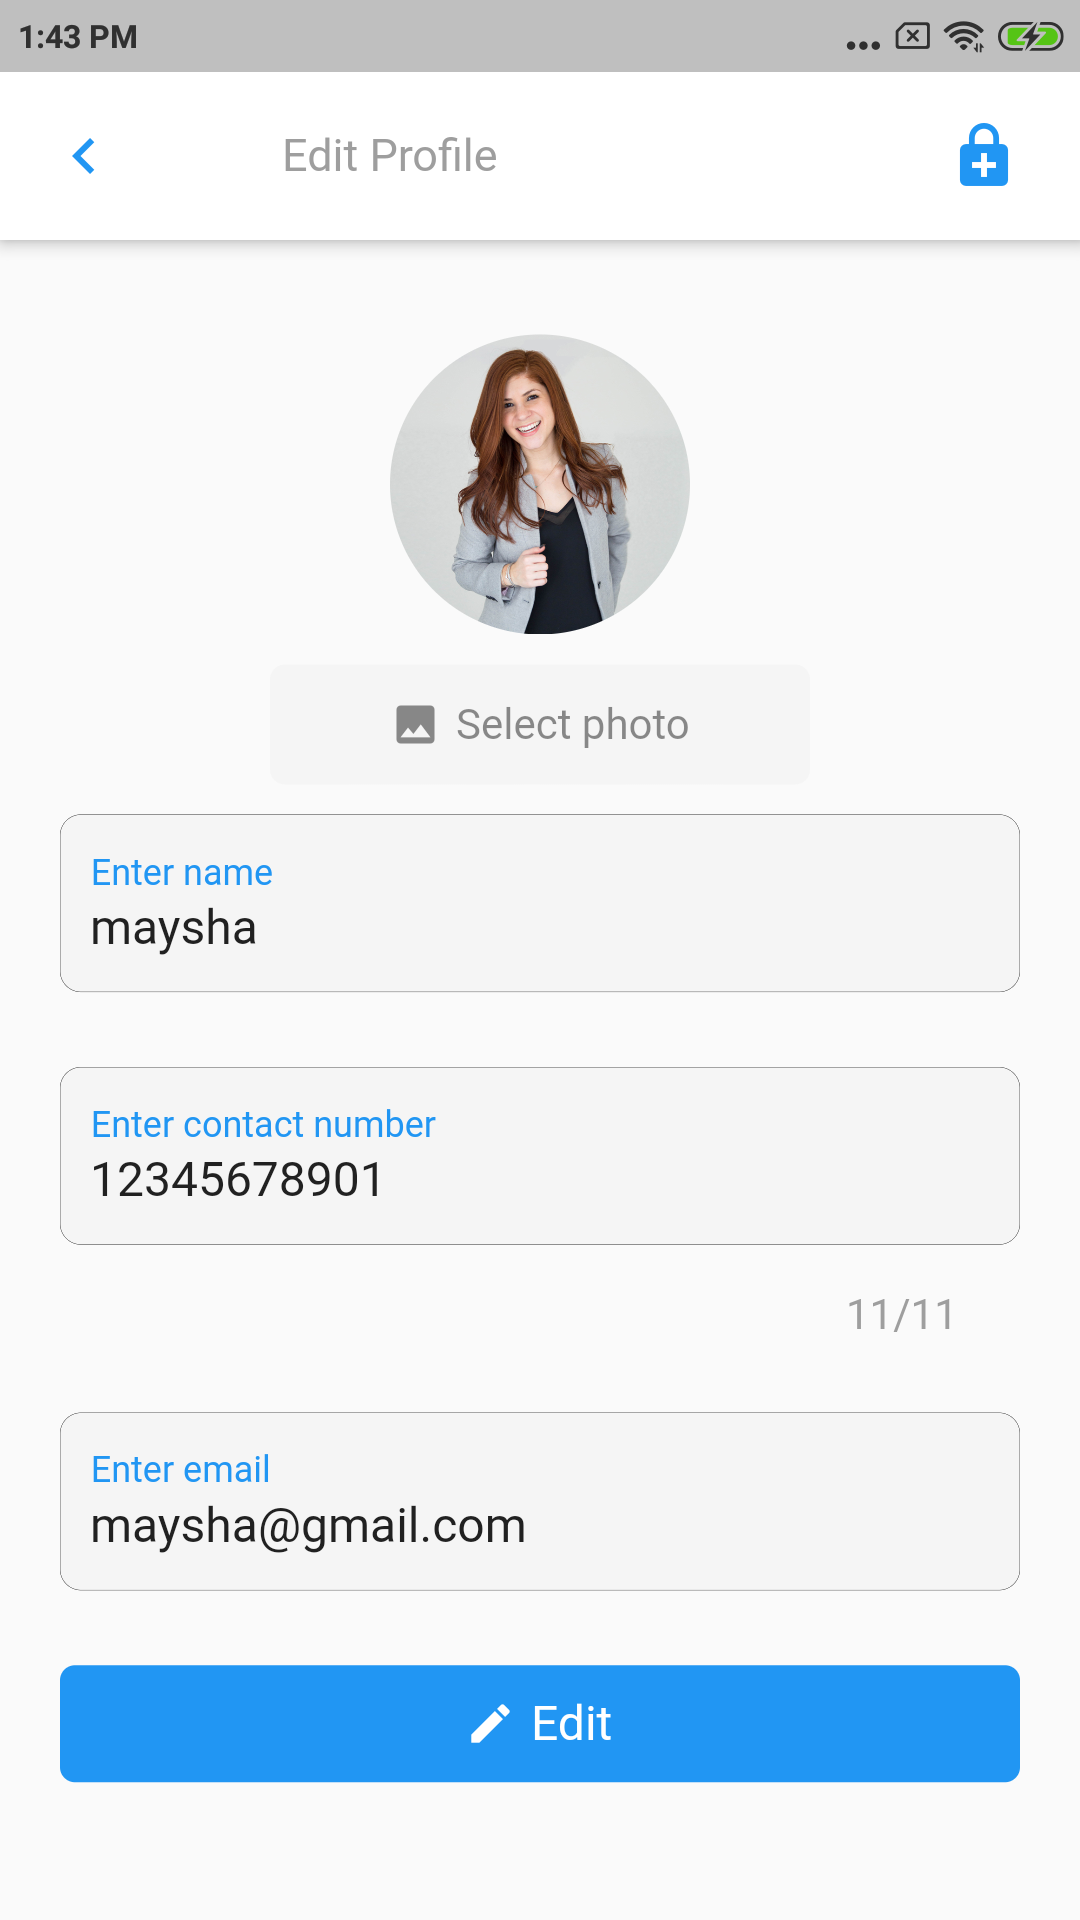 1:43 PM
Edit Profile
Select photo
Enter name
maysha
Enter contact number
12345678901
11/11
Enter email
maysha@gmail.com
Edit